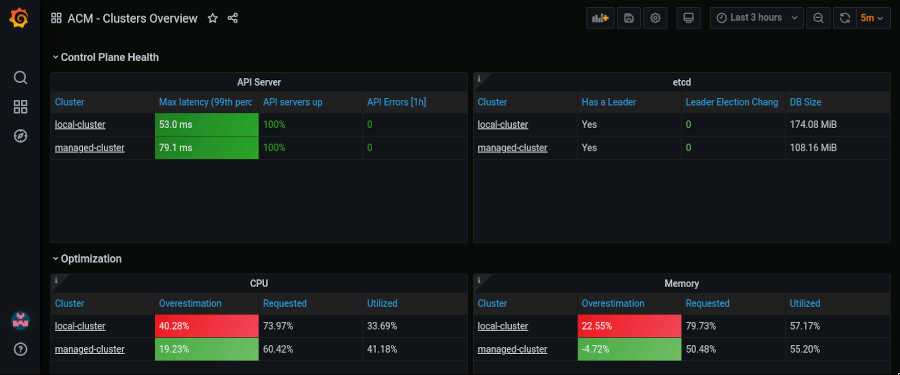 ACM - Clusters Overview
Last 3 hours
5m
Control Plane Health
API Server
Cluster Max latency (99th perc API servers up API Errors [1h]
local-cluster 53.0 ms 100% 0
managed-cluster 79.1 ms 100% 0
i
etcd
Cluster Has a Leader Leader Election Chang DB Size
local-cluster Yes 0 174.08 MiB
managed-cluster Yes 0 108.16 MiB
Optimization
i
CPU
Cluster Overestimation Requested Utilized
local-cluster 40.28% 73.97% 33.69%
managed-cluster 19.23% 60.42% 41.18%
i
Memory
Cluster Overestimation Requested Utilized
local-cluster 22.55% 79.73% 57.17%
managed-cluster -4.72% 50.48% 55.20%